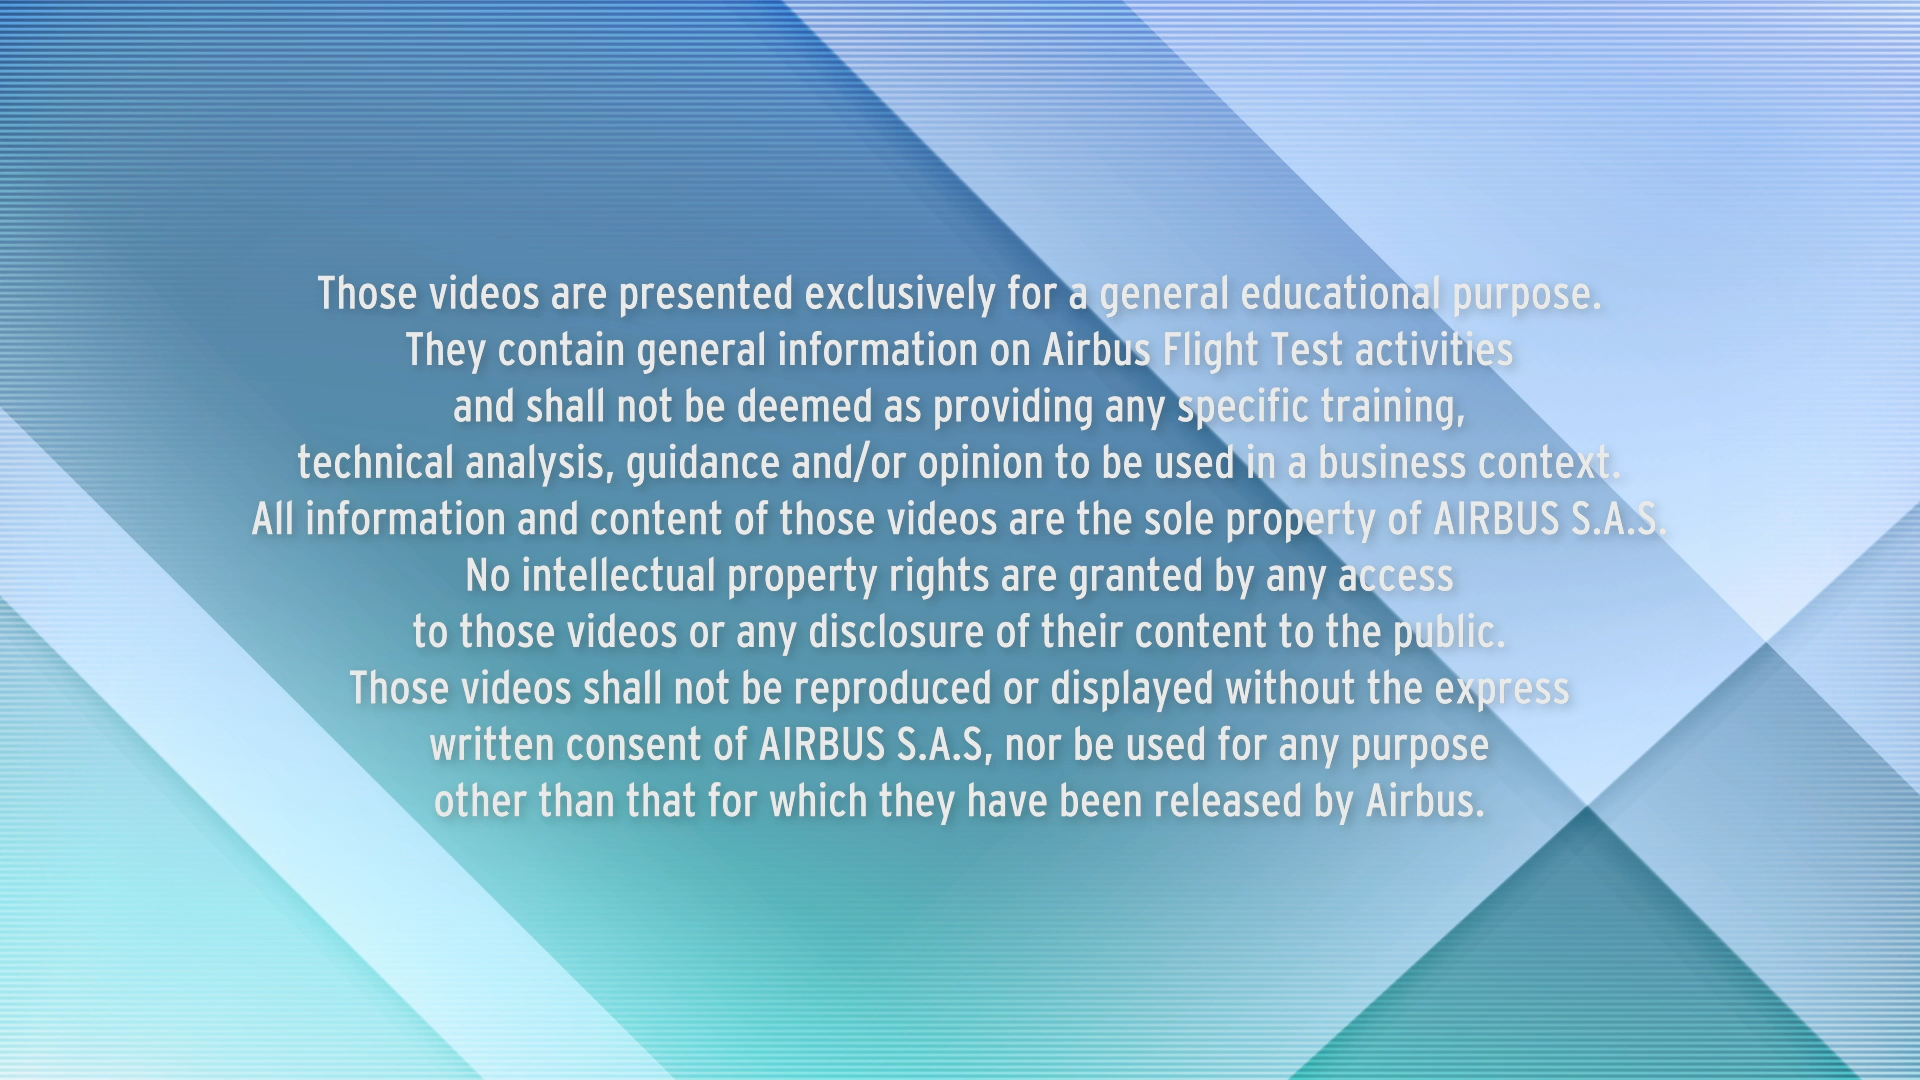 Those videos are presented exclusively for a general educational purpose.
They contain general information on Airbus Flight Test activities
and shall not be deemed as providing any specific training,
technical analysis, guidance and/or opinion to be used in a business context.
All information and content of those videos are the sole property of AIRBUS S.A.S.
No intellectual property rights are granted by any access
to those videos or any disclosure of their content to the public.
Those videos shall not be reproduced or displayed without the express
written consent of AIRBUS S.A.S, nor be used for any purpose
other than that for which they have been released by Airbus.